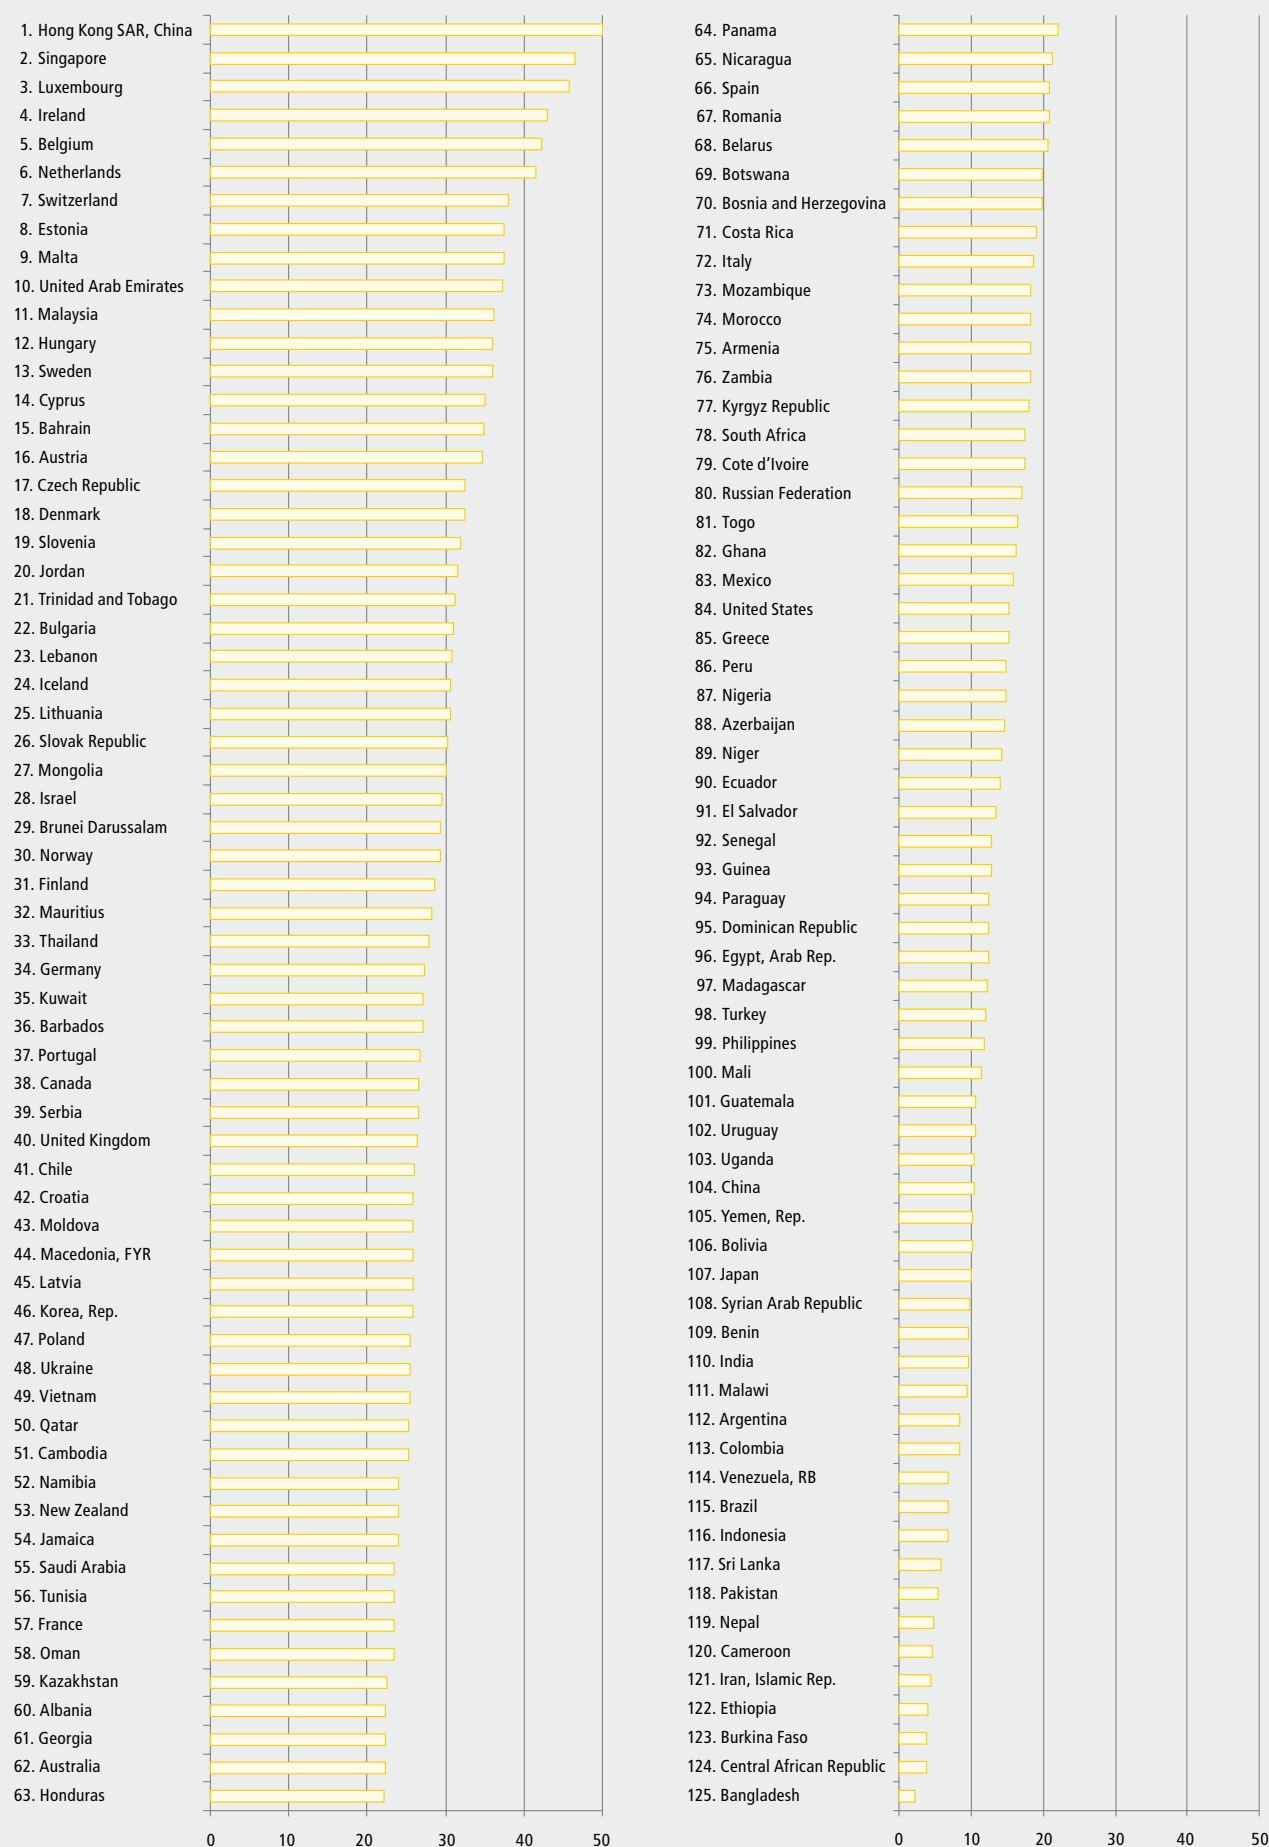 1. Hong Kong SAR, China
2. Singapore
3. Luxembourg
4. Ireland
5. Belgium
6. Netherlands
7. Switzerland
8. Estonia
9. Malta
10. United Arab Emirates
11. Malaysia
12. Hungary
13. Sweden
14. Cyprus
15. Bahrain
16. Austria
17. Czech Republic
18. Denmark
19. Slovenia
20. Jordan
21. Trinidad and Tobago
22. Bulgaria
23. Lebanon
24. Iceland
25. Lithuania
26. Slovak Republic
27. Mongolia
28. Israel
29. Brunei Darussalam
30. Norway
31. Finland
32. Mauritius
33. Thailand
34. Germany
35. Kuwait
36. Barbados
37. Portugal
38. Canada
39. Serbia
40. United Kingdom
41. Chile
42. Croatia
43. Moldova
44. Macedonia, FYR
45. Latvia
46. Korea, Rep.
47. Poland
48. Ukraine
49. Vietnam
50. Qatar
51. Cambodia
52. Namibia
53. New Zealand
54. Jamaica
55. Saudi Arabia
56. Tunisia
57. France
58. Oman
59. Kazakhstan
60. Albania
61. Georgia
62. Australia
63. Honduras
0 10 20 30 40 50
64. Panama
65. Nicaragua
66. Spain
67. Romania
68. Belarus
69. Botswana
70. Bosnia and Herzegovina
71. Costa Rica
72. Italy
73. Mozambique
74. Morocco
75. Armenia
76. Zambia
77. Kyrgyz Republic
78. South Africa
79. Cote d’Ivoire
80. Russian Federation
81. Togo
82. Ghana
83. Mexico
84. United States
85. Greece
86. Peru
87. Nigeria
88. Azerbaijan
89. Niger
90. Ecuador
91. El Salvador
92. Senegal
93. Guinea
94. Paraguay
95. Dominican Republic
96. Egypt, Arab Rep.
97. Madagascar
98. Turkey
99. Philippines
100. Mali
101. Guatemala
102. Uruguay
103. Uganda
104. China
105. Yemen, Rep.
106. Bolivia
107. Japan
108. Syrian Arab Republic
109. Benin
110. India
111. Malawi
112. Argentina
113. Colombia
114. Venezuela, RB
115. Brazil
116. Indonesia
117. Sri Lanka
118. Pakistan
119. Nepal
120. Cameroon
121. Iran, Islamic Rep.
122. Ethiopia
123. Burkina Faso
124. Central African Republic
125. Bangladesh
0 10 20 30 40 50